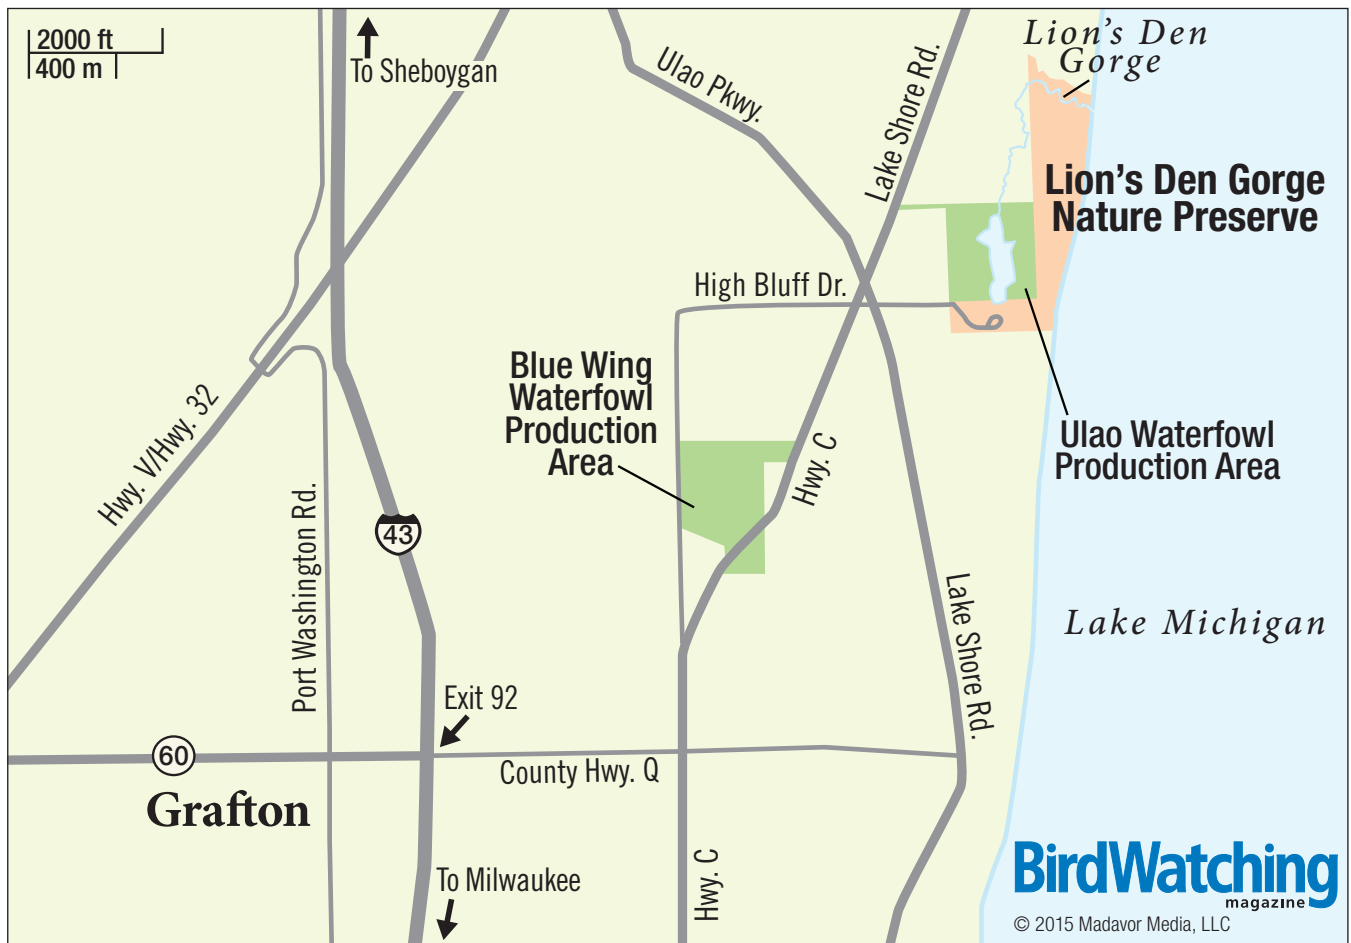 2000 ft
400 m
To Sheboygan
Ulao Pkwy.
Lake Shore Rd.
Lion's Den
Gorge
Lion's Den Gorge
Nature Preserve
High Bluff Dr.
Blue Wing
Waterfowl
Production
Area
Hwy. V/Hwy. 32
Hwy. C
Ulao Waterfowl
Production Area
Port Washington Rd.
43
Lake Shore Rd.
Lake Michigan
Exit 92
60
County Hwy. Q
Grafton
To Milwaukee
Hwy. C
BirdWatching
magazine
© 2015 Madavor Media, LLC